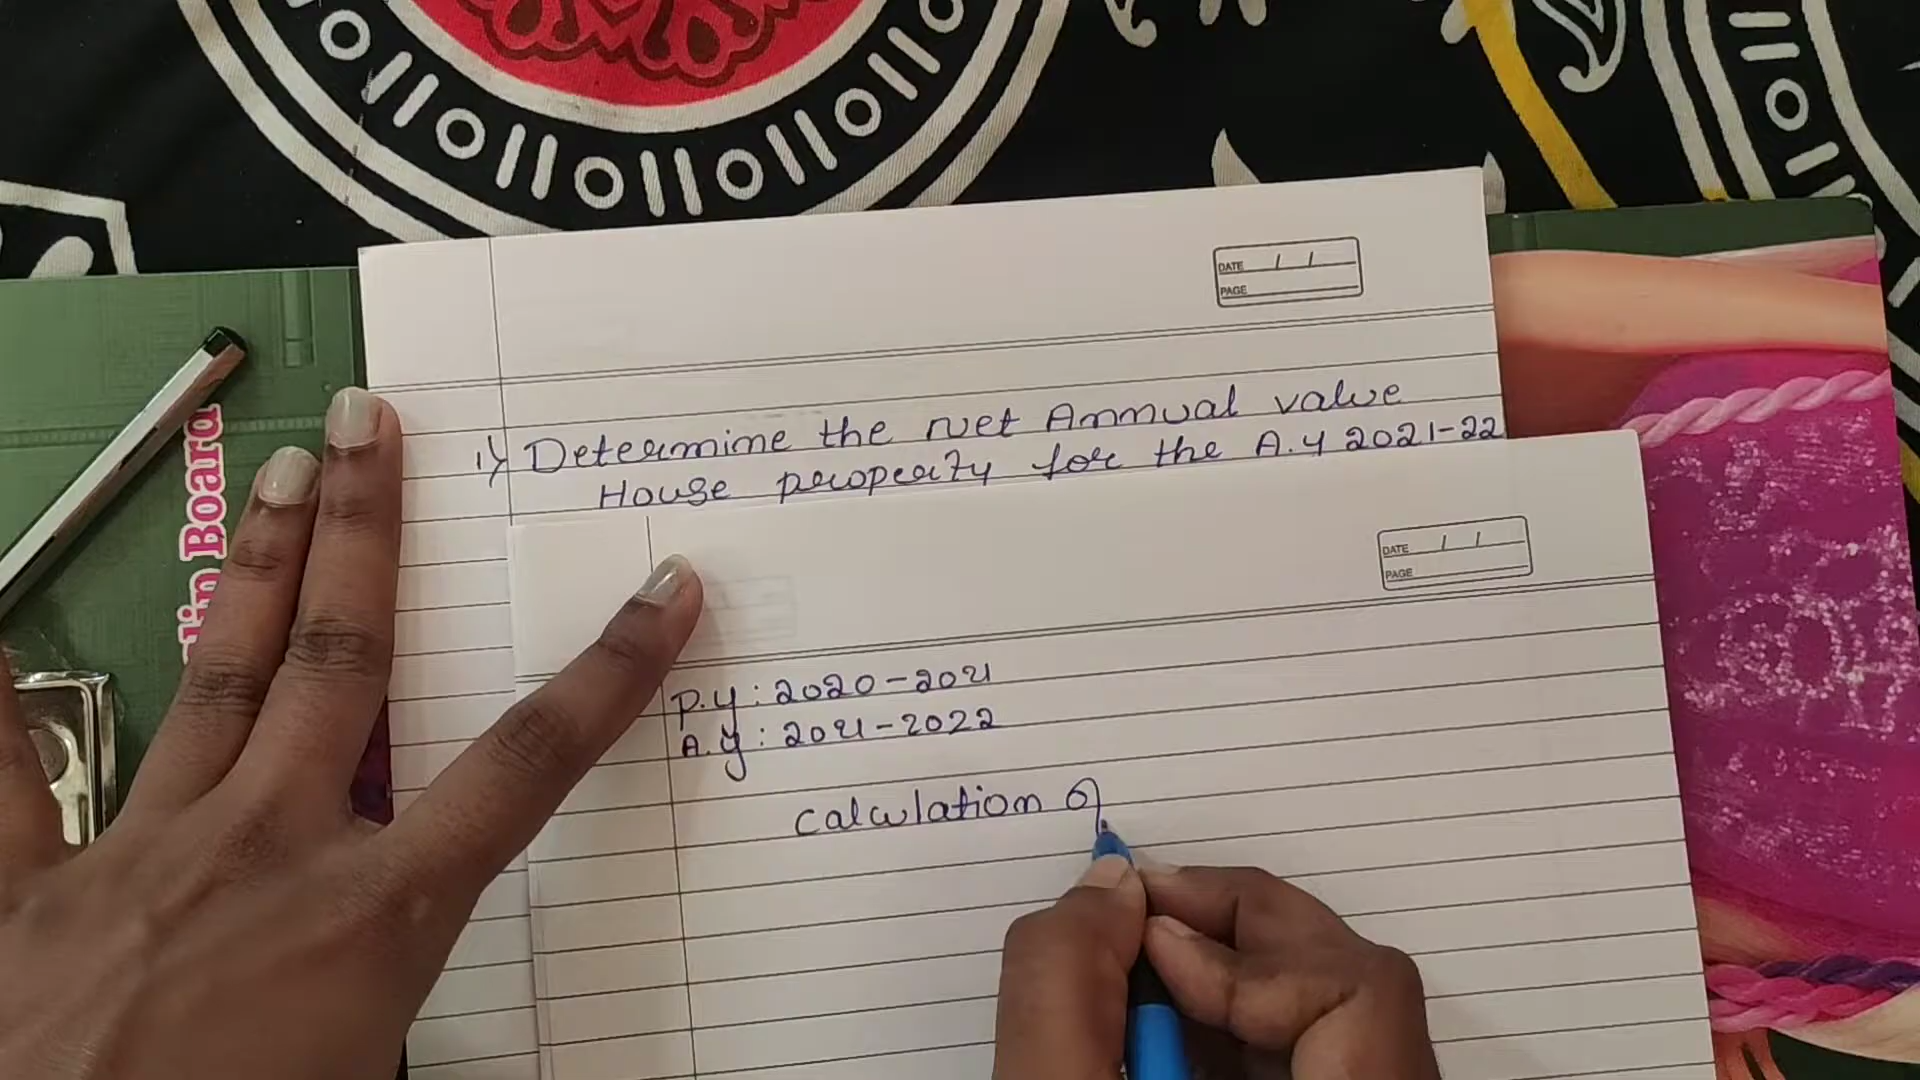 DATE / /
PAGE
1) Determine the Net Annual value
House property for the A.Y 2021-22
DATE / /
PAGE
P.Y : 2020-2021
A.Y : 2021-2022
Calculation of
Board